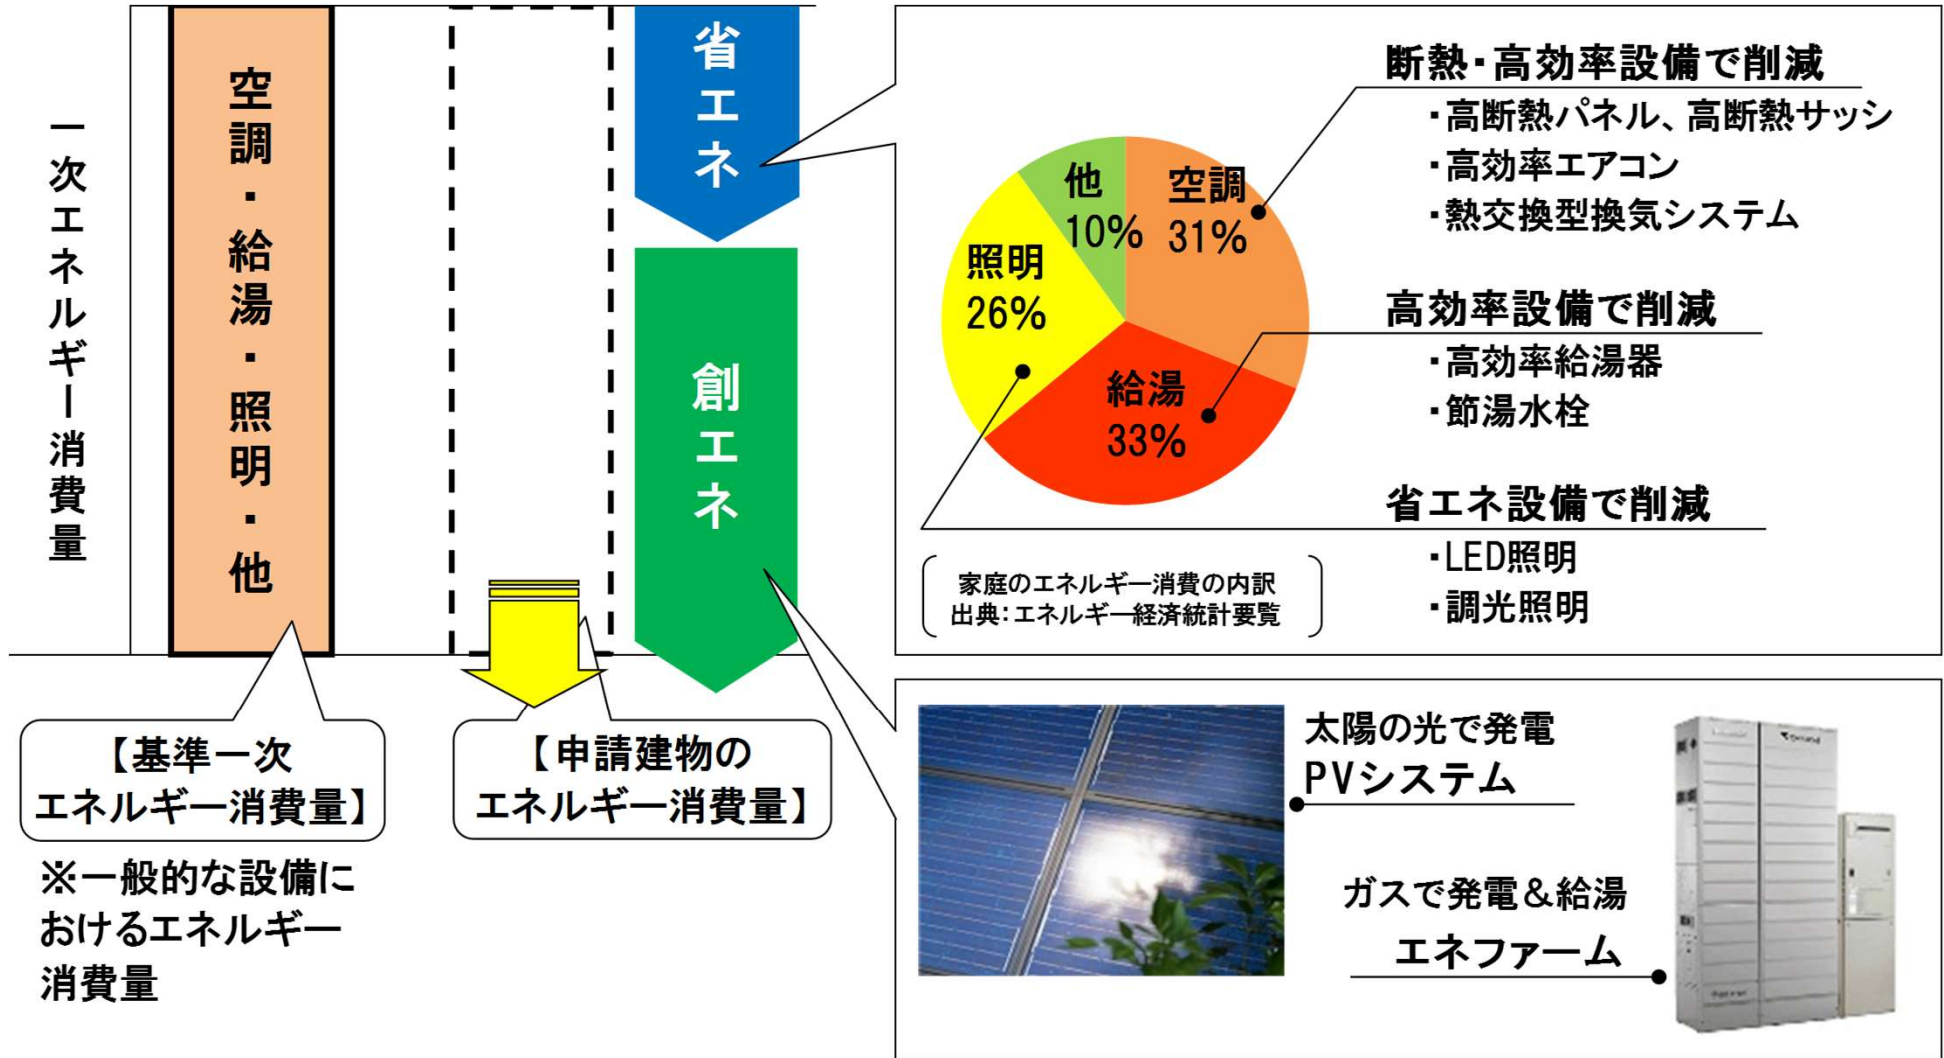 一次エネルギー消費量
空調・給湯・照明・他
省エネ
創エネ
【基準一次
エネルギー消費量】
※一般的な設備に
おけるエネルギー
消費量
【申請建物の
エネルギー消費量】
他
10%
空調
31%
照明
26%
給湯
33%
家庭のエネルギー消費の内訳
出典：エネルギー経済統計要覧
断熱・高効率設備で削減
・高断熱パネル、高断熱サッシ
・高効率エアコン
・熱交換型換気システム
高効率設備で削減
・高効率給湯器
・節湯水栓
省エネ設備で削減
・LED照明
・調光照明
太陽の光で発電
PVシステム
ガスで発電＆給湯
エネファーム